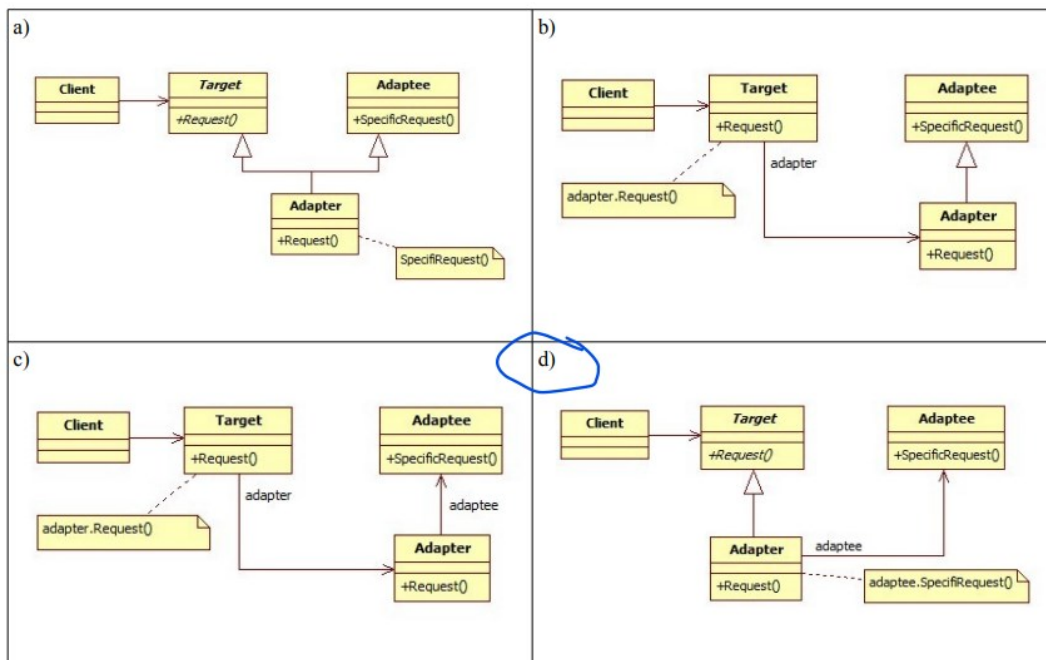 a)
Client
Target
+Request()
Adaptee
+SpecificRequest()
Adapter
+Request()
SpecifiRequest()
b)
Client
Target
+Request()
Adaptee
+SpecificRequest()
adapter
adapter.Request()
Adapter
+Request()
c)
Client
Target
+Request()
Adaptee
+SpecificRequest()
adapter
adaptee
adapter.Request()
Adapter
+Request()
d)
Client
Target
+Request()
Adaptee
+SpecificRequest()
Adapter
+Request()
adaptee
adaptee.SpecifiRequest()